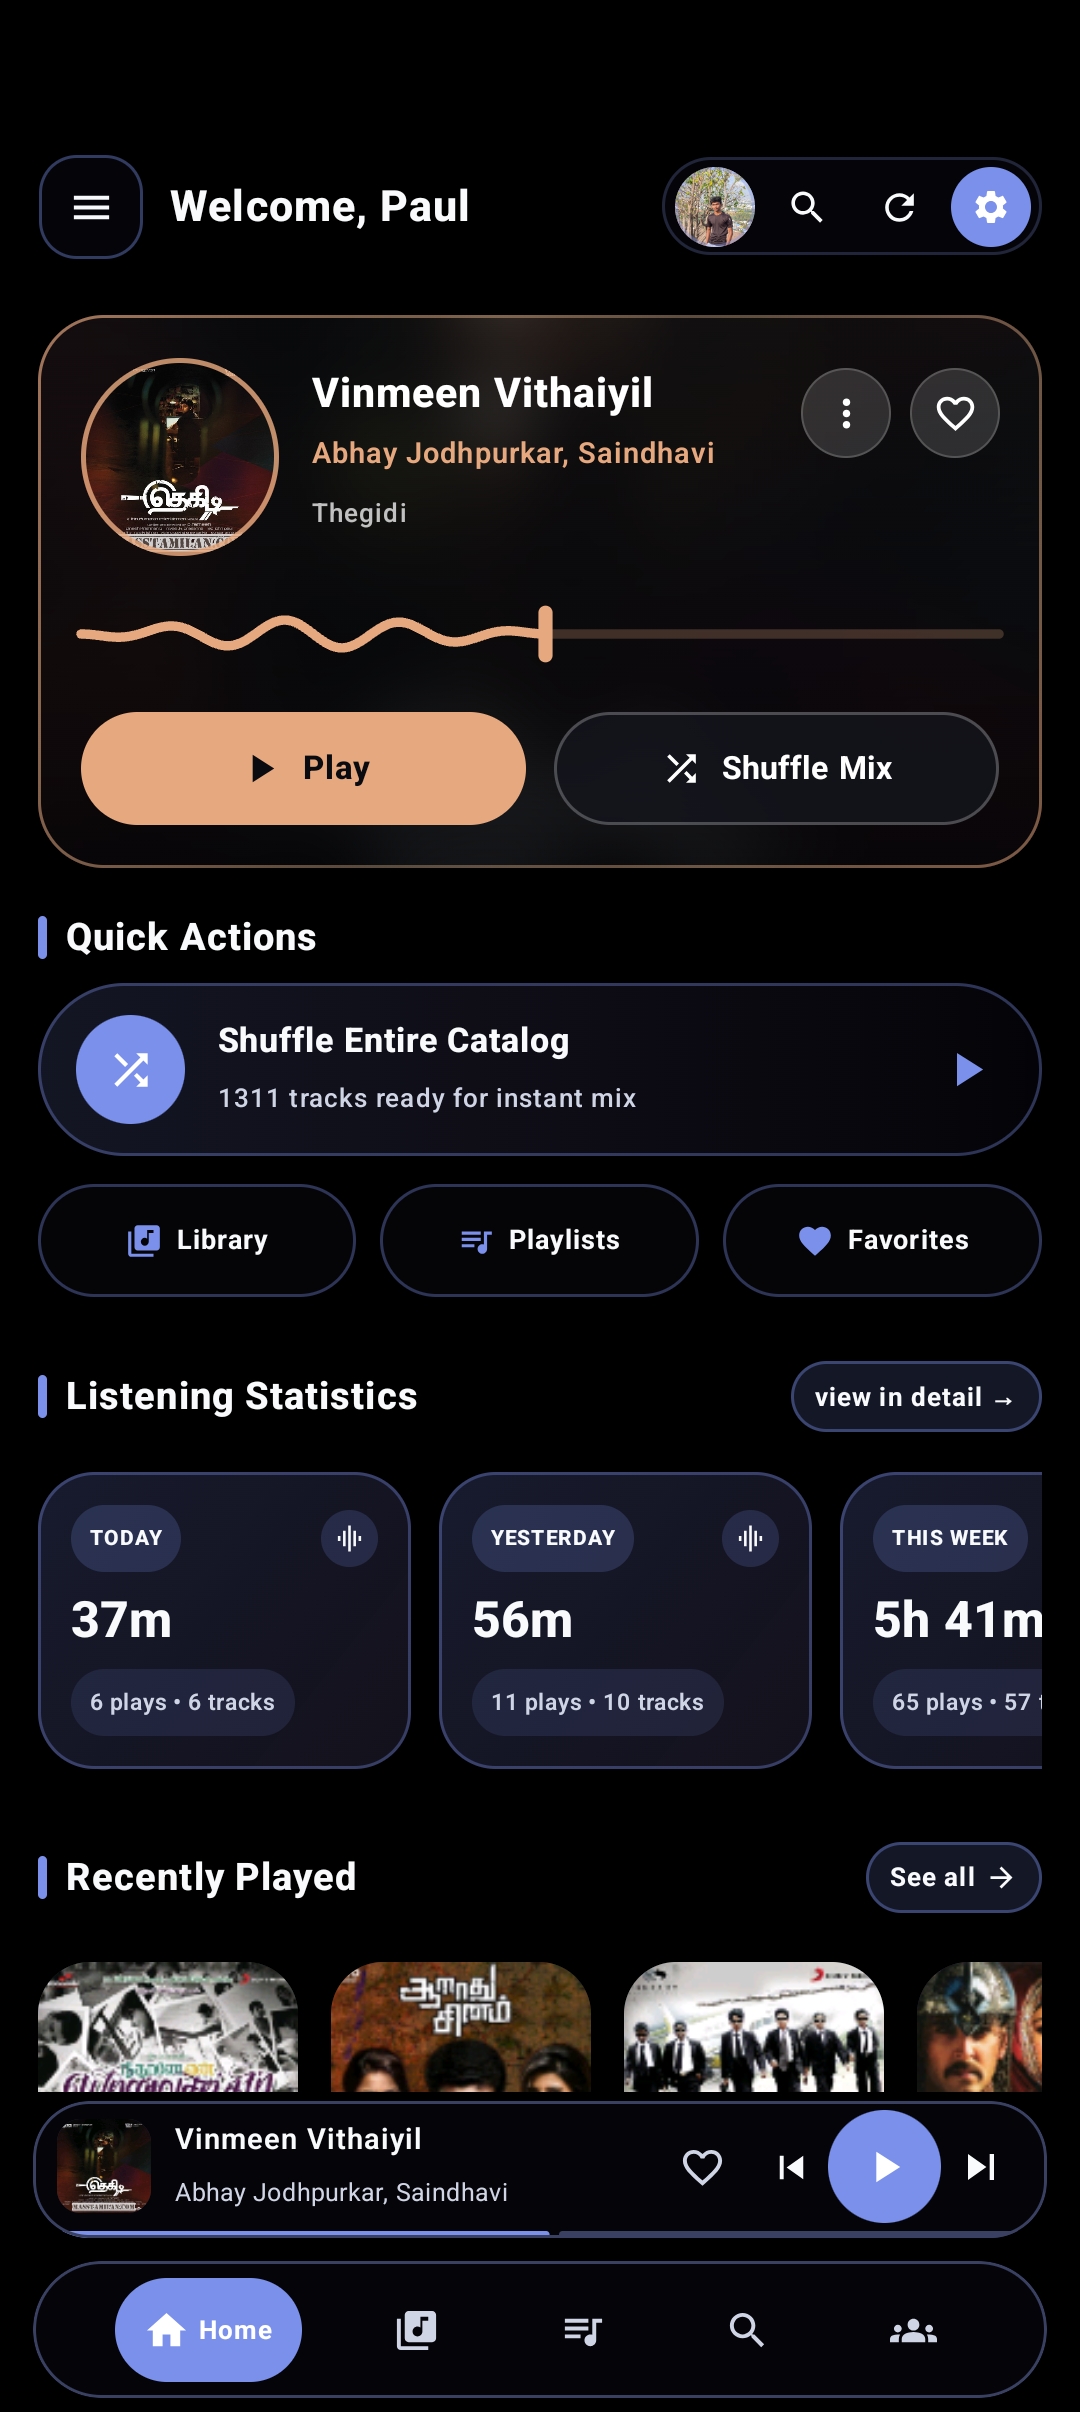 Welcome, Paul
தெகிடி
Vinmeen Vithaiyil
Abhay Jodhpurkar, Saindhavi
Thegidi
Play
Shuffle Mix
Quick Actions
Shuffle Entire Catalog
1311 tracks ready for instant mix
Library
Playlists
Favorites
Listening Statistics
view in detail →
TODAY
37m
6 plays • 6 tracks
YESTERDAY
56m
11 plays • 10 tracks
THIS WEEK
5h 41m
65 plays • 57
Recently Played
See all →
ஆறாது
சினம்
தெகிடி
Vinmeen Vithaiyil
Abhay Jodhpurkar, Saindhavi
Home